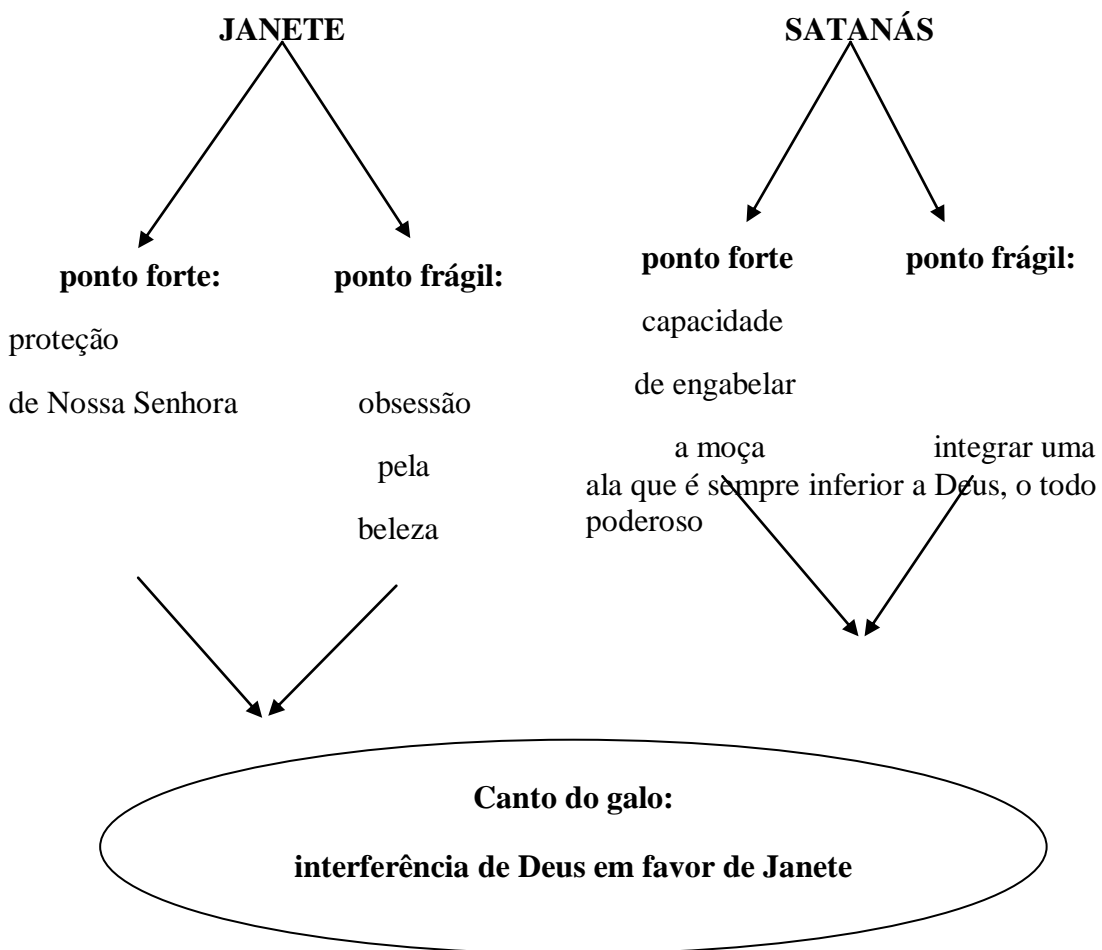 JANETE
SATANÁS
ponto forte:
ponto frágil:
proteção
de Nossa Senhora
obsessão
pela
beleza
ponto forte
ponto frágil:
capacidade
de engabelar
a moça integrar uma
ala que é sempre inferior a Deus, o todo
poderoso
Canto do galo:
interferência de Deus em favor de Janete